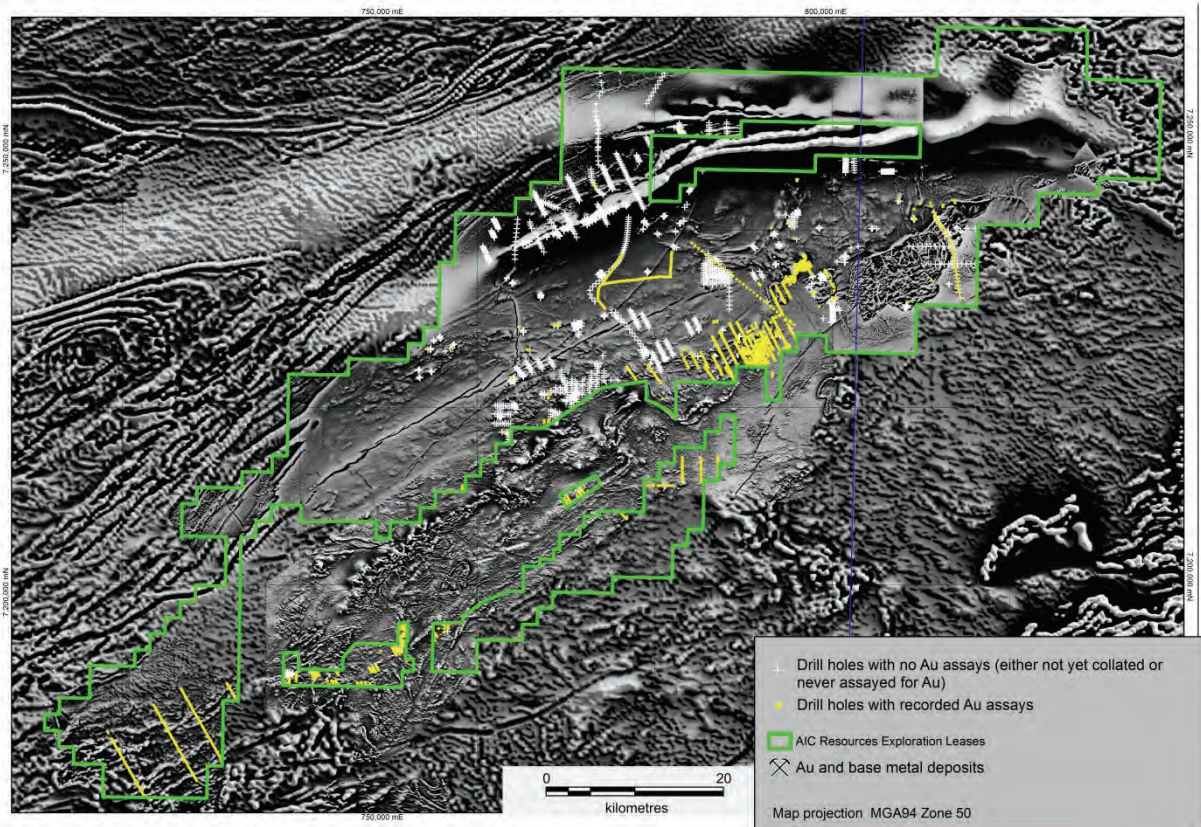 750,000 mE
800,000 mE
7,250,000 mN
7,250,000 mN
7,200,000 mN
7,200,000 mN
Drill holes with no Au assays (either not yet collated or
never assayed for Au)
Drill holes with recorded Au assays
AIC Resources Exploration Leases
Au and base metal deposits
Map projection MGA94 Zone 50
0
20
kilometres
750,000 mE